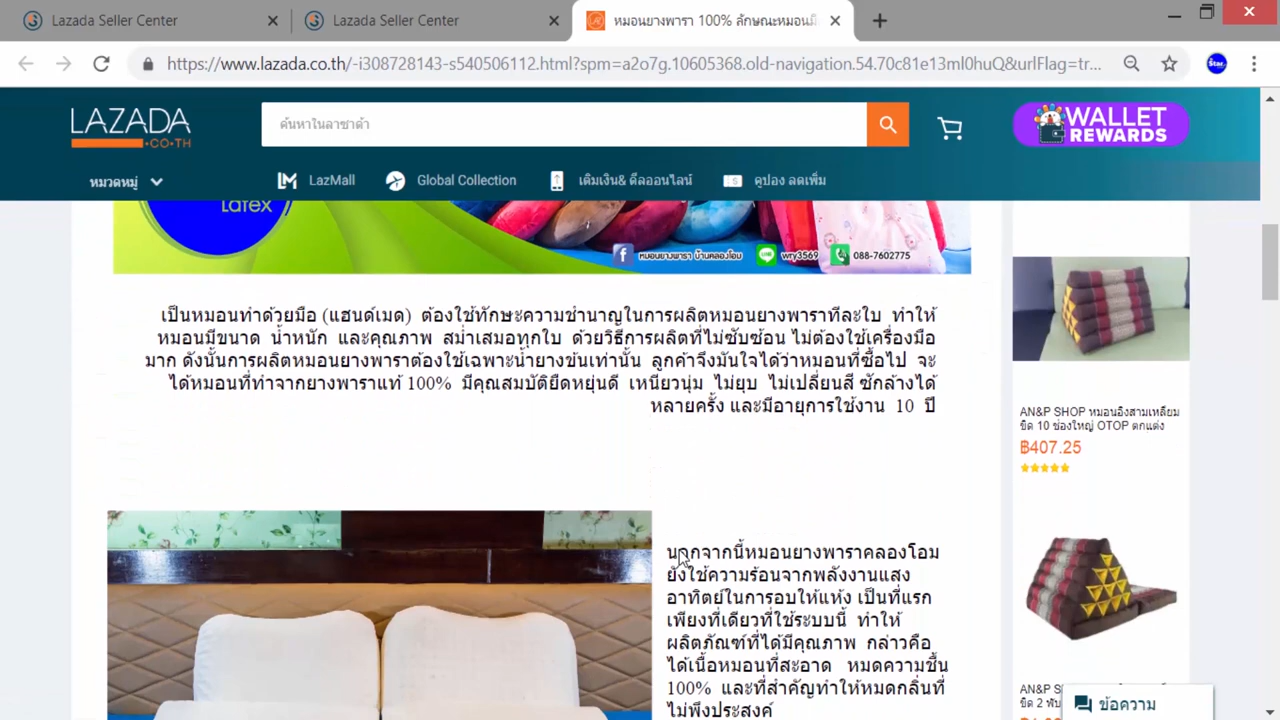 Lazada Seller Center
Lazada Seller Center
หมอนยางพารา 100% ลักษณะหมอนมี
https://www.lazada.co.th/-i308728143-s540506112.html?spm=a2o7g.10605368.old-navigation.54.70c81e13ml0huQ&urlFlag=tr...
Star
LAZADA
.CO.TH
ค้นหาในลาซาด้า
WALLET
REWARDS
หมวดหมู่
LazMall
Global Collection
เติมเงิน& ดีลออนไลน์
คูปอง ลดเพิ่ม
Latex
หมอนยางพารา บ้านคลองโอม
wry3569
088-7602775
เป็นหมอนทำด้วยมือ (แฮนด์เมด) ต้องใช้ทักษะความชำนาญในการผลิตหมอนยางพาราทีละใบ ทำให้
หมอนมีขนาด น้ำหนัก และคุณภาพ สม่ำเสมอทุกใบ ด้วยวิธีการผลิตที่ไม่ซับซ้อน ไม่ต้องใช้เครื่องมือ
มาก ดังนั้นการผลิตหมอนยางพาราต้องใช้เฉพาะน้ำยางข้นเท่านั้น ลูกค้าจึงมั่นใจได้ว่าหมอนที่ซื้อไป จะ
ได้หมอนที่ทำจากยางพาราแท้ 100% มีคุณสมบัติยืดหยุ่นดี เหนียวนุ่ม ไม่ยุบ ไม่เปลี่ยนสี ซักล้างได้
หลายครั้ง และมีอายุการใช้งาน 10 ปี
นอกจากนี้หมอนยางพาราคลองโอม
ยังใช้ความร้อนจากพลังงานแสง
อาทิตย์ในการอบให้แห้ง เป็นที่แรก
เพียงที่เดียวที่ใช้ระบบนี้ ทำให้
ผลิตภัณฑ์ที่ได้มีคุณภาพ กล่าวคือ
ได้เนื้อหมอนที่สะอาด หมดความชื้น
100% และที่สำคัญทำให้หมดกลิ่นที่
ไม่พึงประสงค์
AN&P SHOP หมอนอิงสามเหลี่ยม
ขิด 10 ช่องใหญ่ OTOP ตกแต่ง
฿407.25
AN&P S
ขิด 2 พับ
ข้อความ